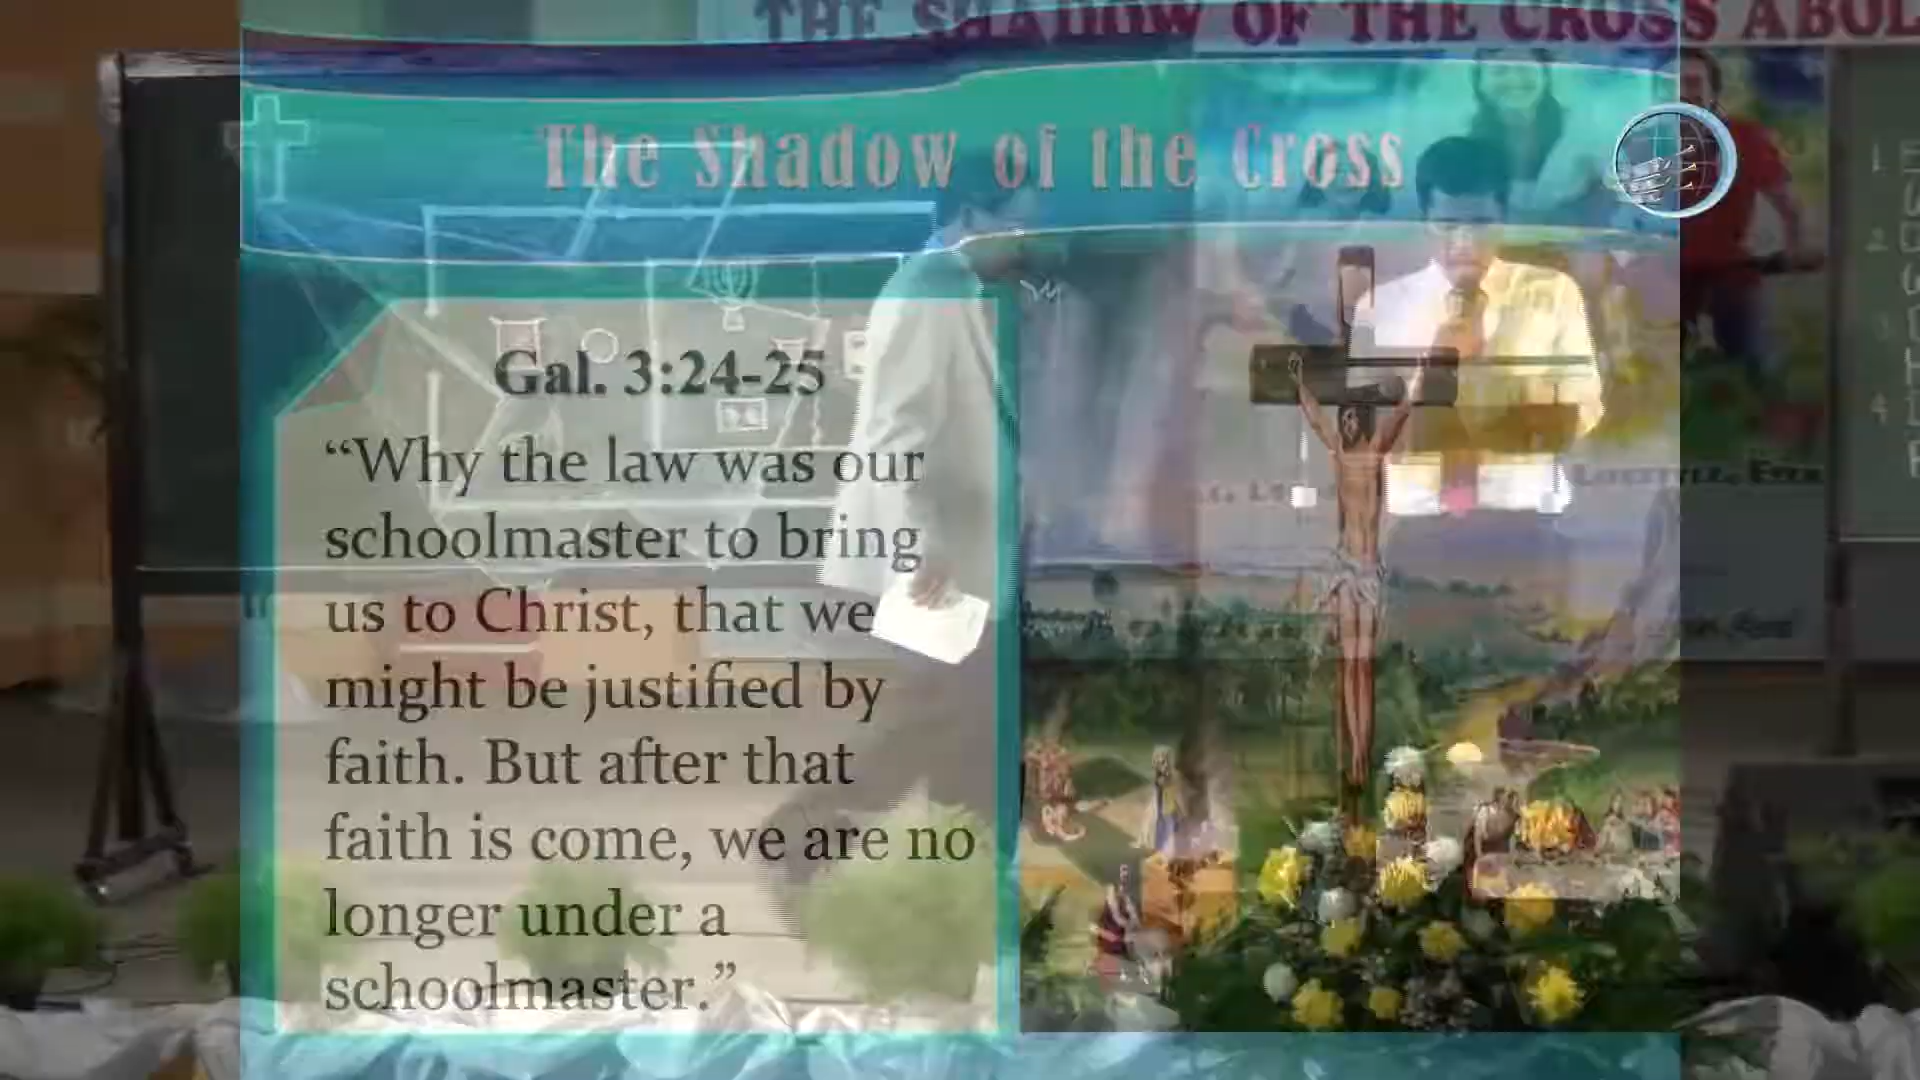 THE SHADOW OF THE CROSS ABOL
The Shadow of the Cross
Gal. 3:24-25
“Why the law was our
schoolmaster to bring
us to Christ, that we
might be justified by
faith. But after that
faith is come, we are no
longer under a
schoolmaster.”